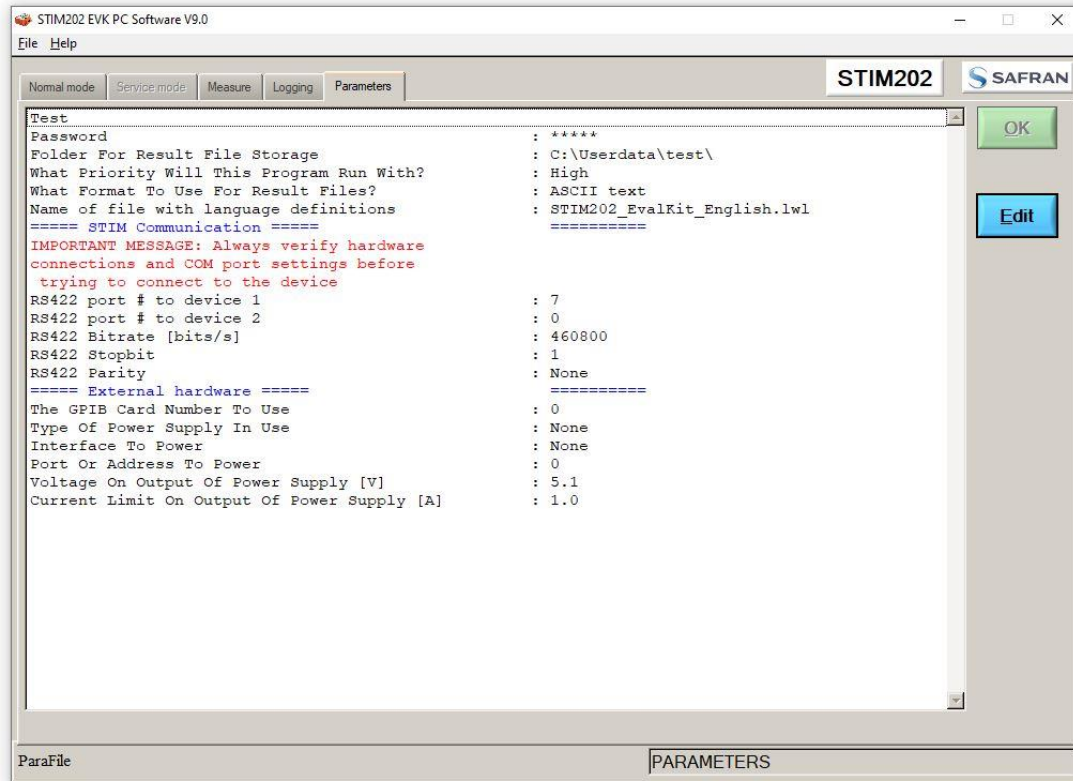 STIM202 EVK PC Software V9.0
File Help
Normal mode Service mode Measure Logging Parameters STIM202 SAFRAN
Test
Password : *****
Folder For Result File Storage : C:\Userdata\test\
What Priority Will This Program Run With? : High
What Format To Use For Result Files? : ASCII text
Name of file with language definitions : STIM202_EvalKit_English.lwl
===== STIM Communication ===== ==========
IMPORTANT MESSAGE: Always verify hardware
connections and COM port settings before
trying to connect to the device
RS422 port # to device 1 : 7
RS422 port # to device 2 : 0
RS422 Bitrate [bits/s] : 460800
RS422 Stopbit : 1
RS422 Parity : None
===== External hardware ===== ==========
The GPIB Card Number To Use : 0
Type Of Power Supply In Use : None
Interface To Power : None
Port Or Address To Power : 0
Voltage On Output Of Power Supply [V] : 5.1
Current Limit On Output Of Power Supply [A] : 1.0
OK
Edit
ParaFile PARAMETERS